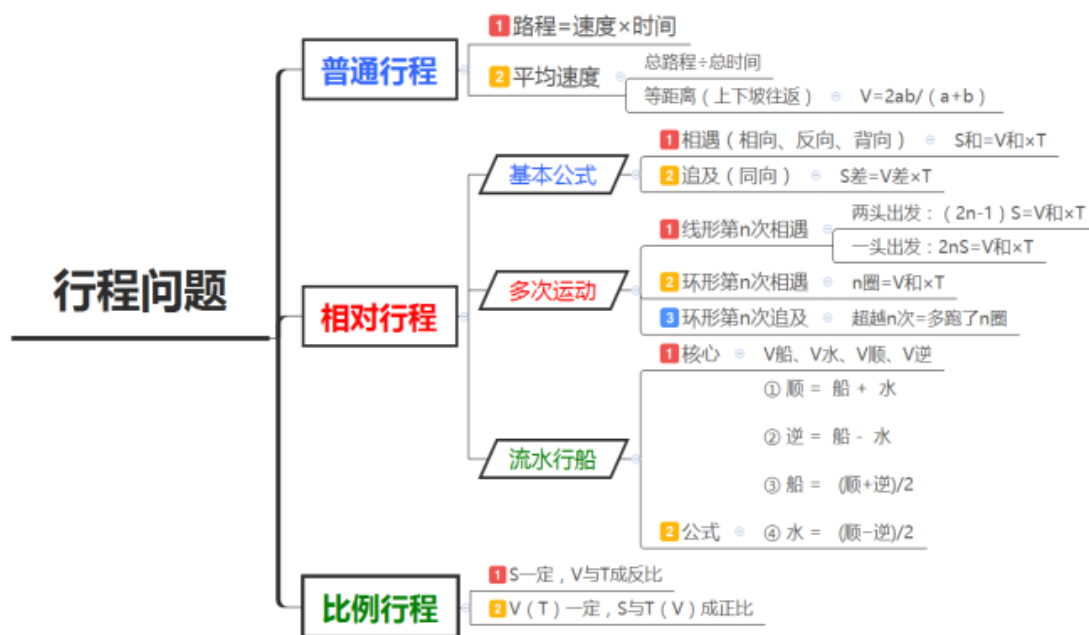 行程问题
普通行程
1 路程=速度×时间
2 平均速度
总路程÷总时间
等距离（上下坡往返） V=2ab/（a+b）
相对行程
基本公式
1 相遇（相向、反向、背向） S和=V和×T
2 追及（同向） S差=V差×T
多次运动
1 线形第n次相遇
两头出发：（2n-1）S=V和×T
一头出发：2nS=V和×T
2 环形第n次相遇 n圈=V和×T
3 环形第n次追及 超越n次=多跑了n圈
流水行船
1 核心 V船、V水、V顺、V逆
2 公式
① 顺 = 船 + 水
② 逆 = 船 - 水
③ 船 = (顺+逆)/2
④ 水 = (顺-逆)/2
比例行程
1 S一定，V与T成反比
2 V（T）一定，S与T（V）成正比